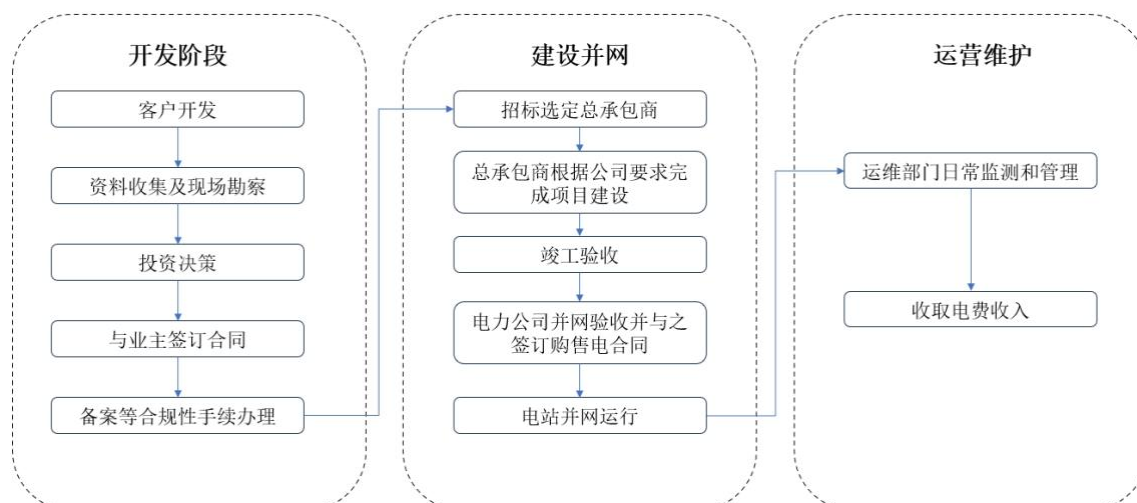 开发阶段
客户开发
资料收集及现场勘察
投资决策
与业主签订合同
备案等合规性手续办理
建设并网
招标选定总承包商
总承包商根据公司要求完
成项目建设
竣工验收
电力公司并网验收并与之
签订购售电合同
电站并网运行
运营维护
运维部门日常监测和管理
收取电费收入